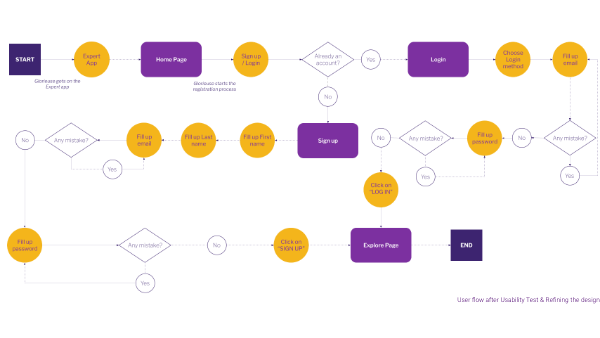 START
Expert
App
Home Page
Sign up
/ Login
Already an
account?
Yes
Login
Choose
Login
method
Fill up
email
gets on the
Expert app
starts the
registration process
No
No
Any mistake?
Fill up
email
Fill up Last
name
Fill up First
name
Sign up
No
Any mistake?
Fill up
password
No
Any mistake?
Yes
Yes
Yes
Click on
"LOG IN"
Fill up
password
Any mistake?
No
Click on
"SIGN UP"
Explore Page
END
Yes
User flow after Usability Test & Refining the design